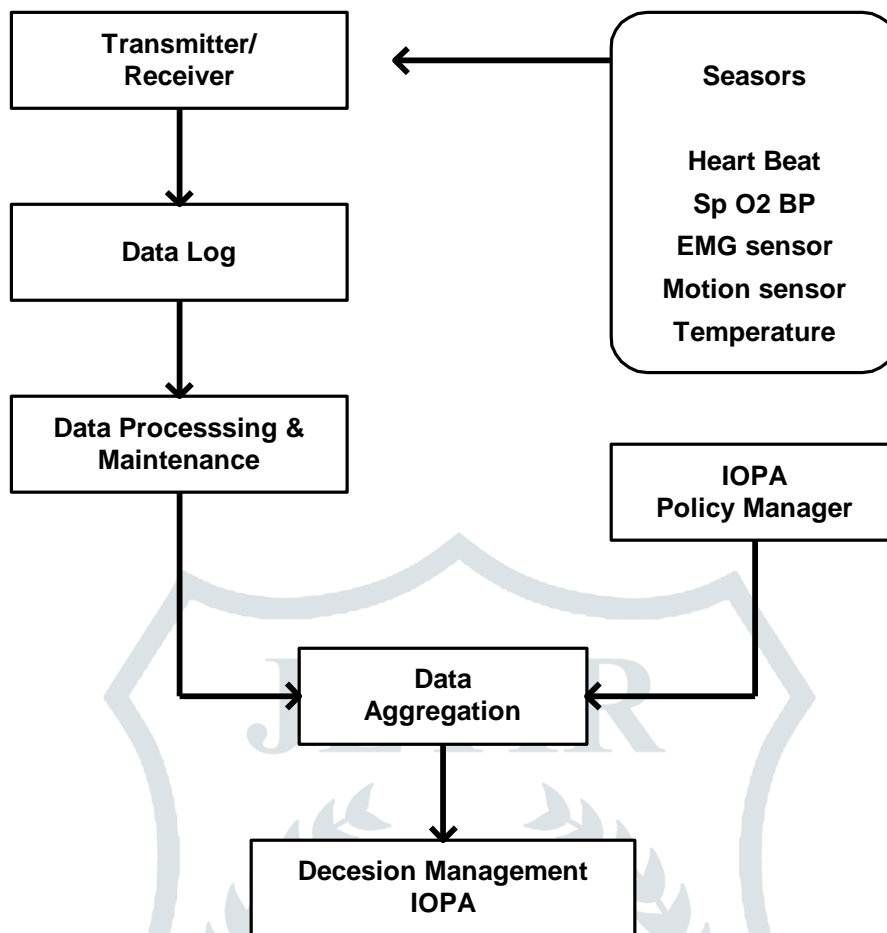 Transmitter/
Receiver
Seasors
Heart Beat
Sp O2 BP
EMG sensor
Motion sensor
Temperature
Data Log
Data Processsing &
Maintenance
IOPA
Policy Manager
Data
Aggregation
JETIR
Decesion Management
IOPA